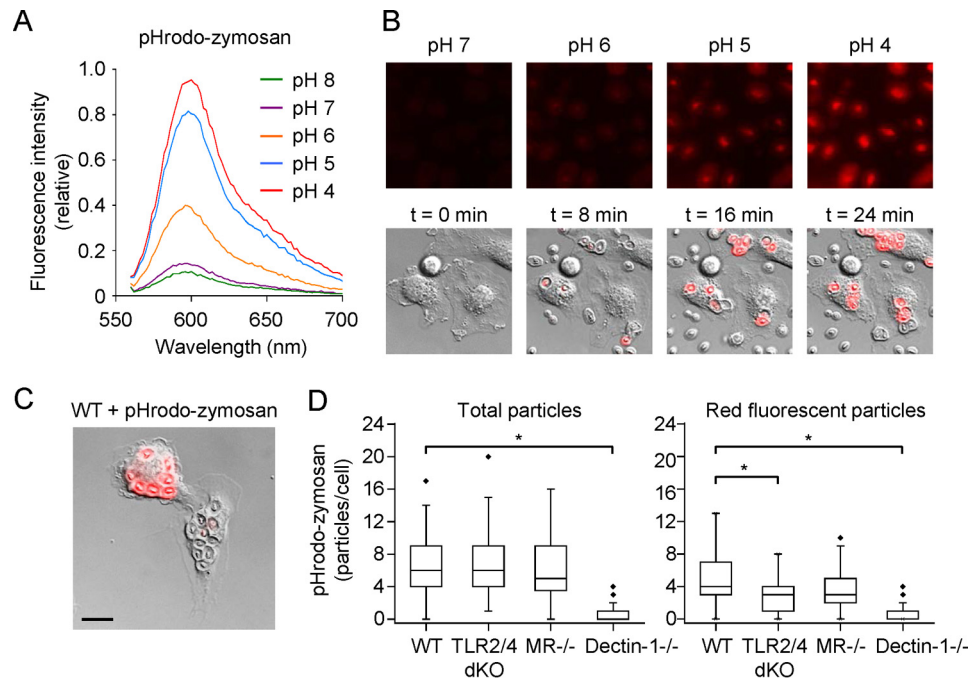 A
pHrodo-zymosan
Fluorescence intensity
(relative)
1.0
0.8
0.6
0.4
0.2
0
550
600
650
700
Wavelength (nm)
pH 8
pH 7
pH 6
pH 5
pH 4
B
pH 7
pH 6
pH 5
pH 4
t = 0 min
t = 8 min
t = 16 min
t = 24 min
C
WT + pHrodo-zymosan
D
Total particles
Red fluorescent particles
pHrodo-zymosan
(particles/cell)
24
20
16
12
8
4
0
*
WT
TLR2/4
dKO
MR-/-
Dectin-1-/-
24
20
16
12
8
4
0
*
*
WT
TLR2/4
dKO
MR-/-
Dectin-1-/-